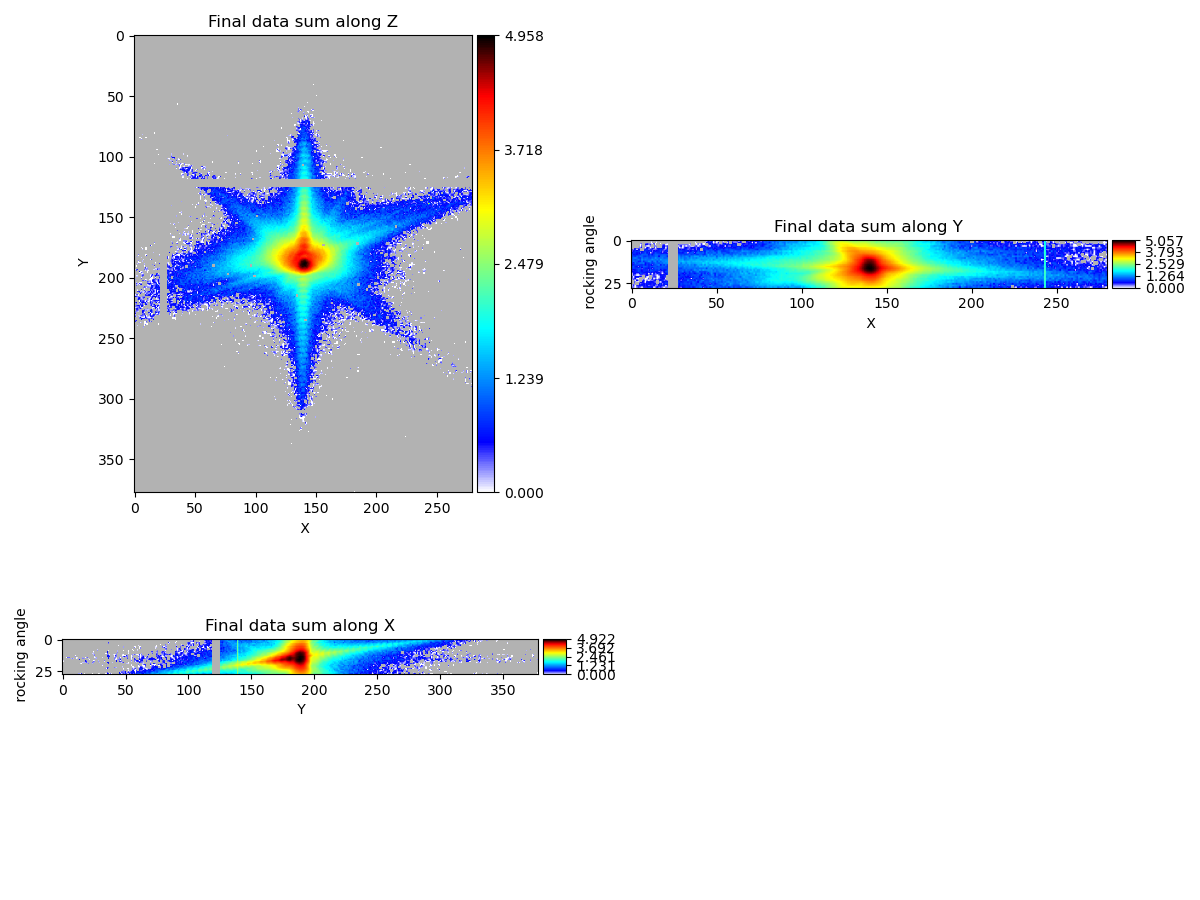 Final data sum along Z
0
50
100
150
200
250
300
350
Y
0 50 100 150 200 250
X
4.958
3.718
2.479
1.239
0.000
Final data sum along Y
rocking angle
0
25
0 50 100 150 200 250
X
5.057
3.793
2.529
1.264
0.000
Final data sum along X
rocking angle
0
25
0 50 100 150 200 250 300 350
Y
4.922
3.692
2.461
1.231
0.000